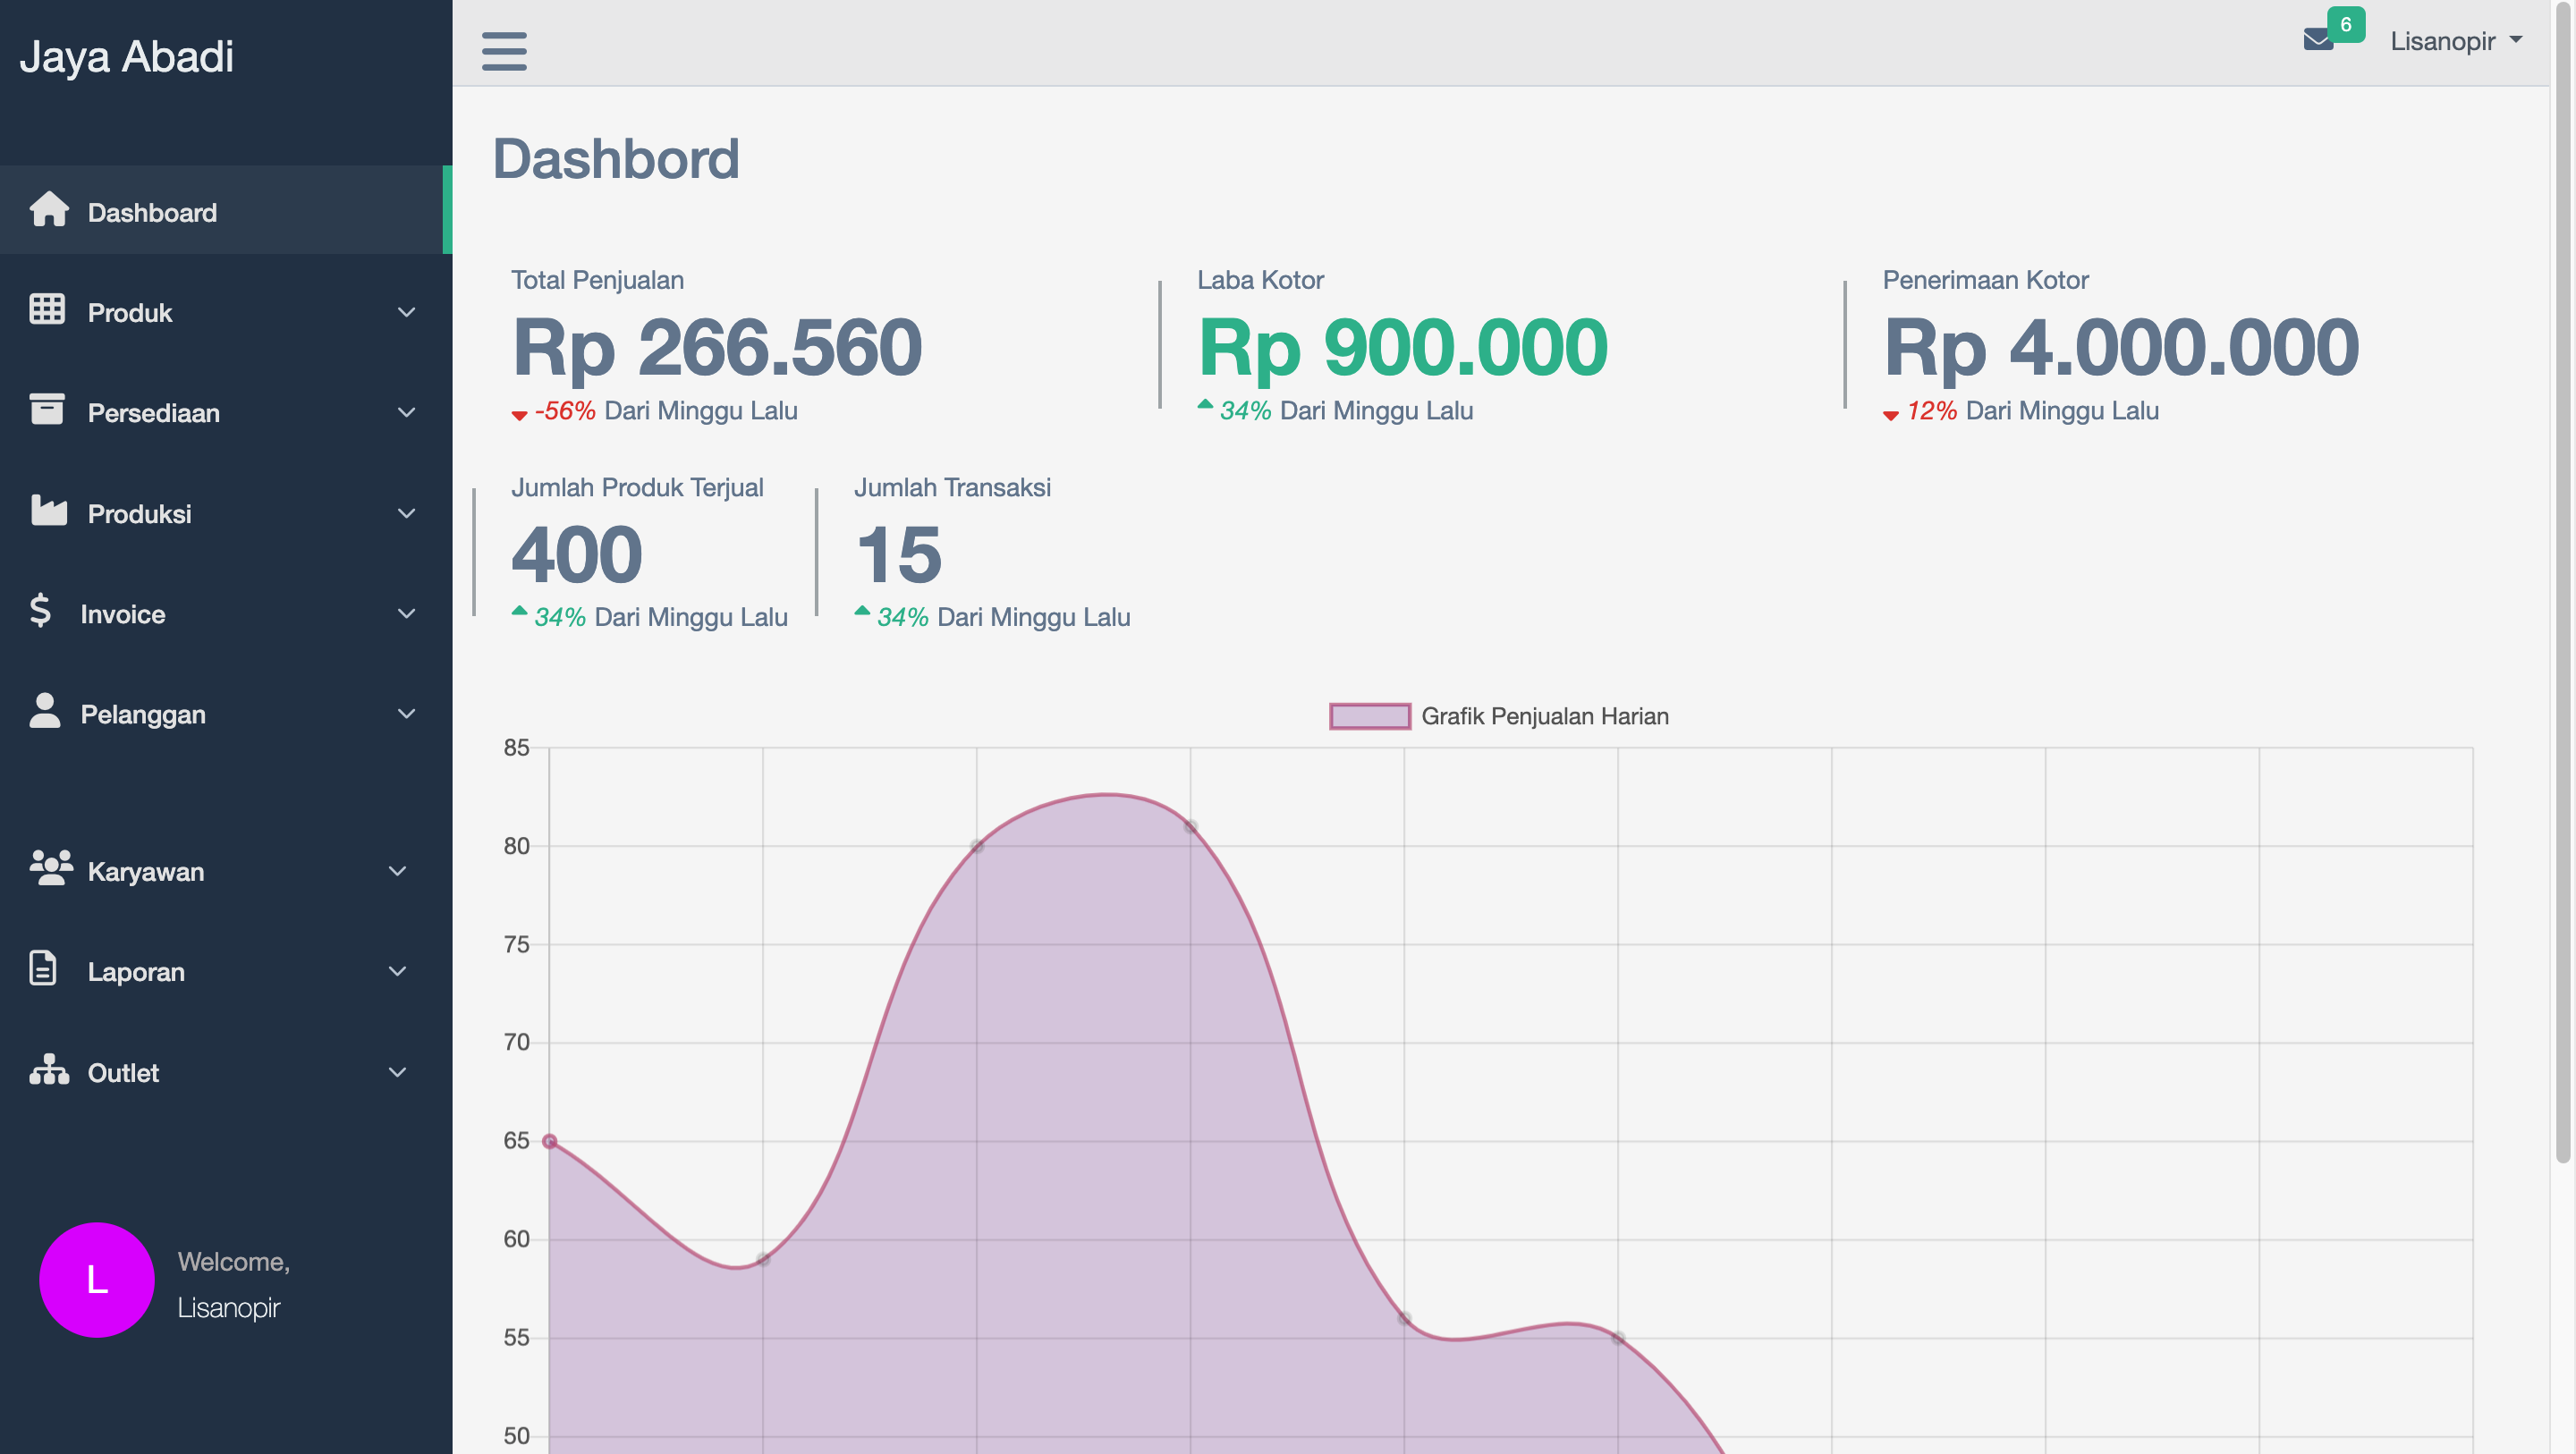 Jaya Abadi
6
Lisanopir
Dashboard
Produk
Persediaan
Produksi
Invoice
Pelanggan
Karyawan
Laporan
Outlet
L
Welcome,
Lisanopir
Dashbord
Total Penjualan
Rp 266.560
-56% Dari Minggu Lalu
Laba Kotor
Rp 900.000
34% Dari Minggu Lalu
Penerimaan Kotor
Rp 4.000.000
12% Dari Minggu Lalu
Jumlah Produk Terjual
400
34% Dari Minggu Lalu
Jumlah Transaksi
15
34% Dari Minggu Lalu
Grafik Penjualan Harian
85
80
75
70
65
60
55
50